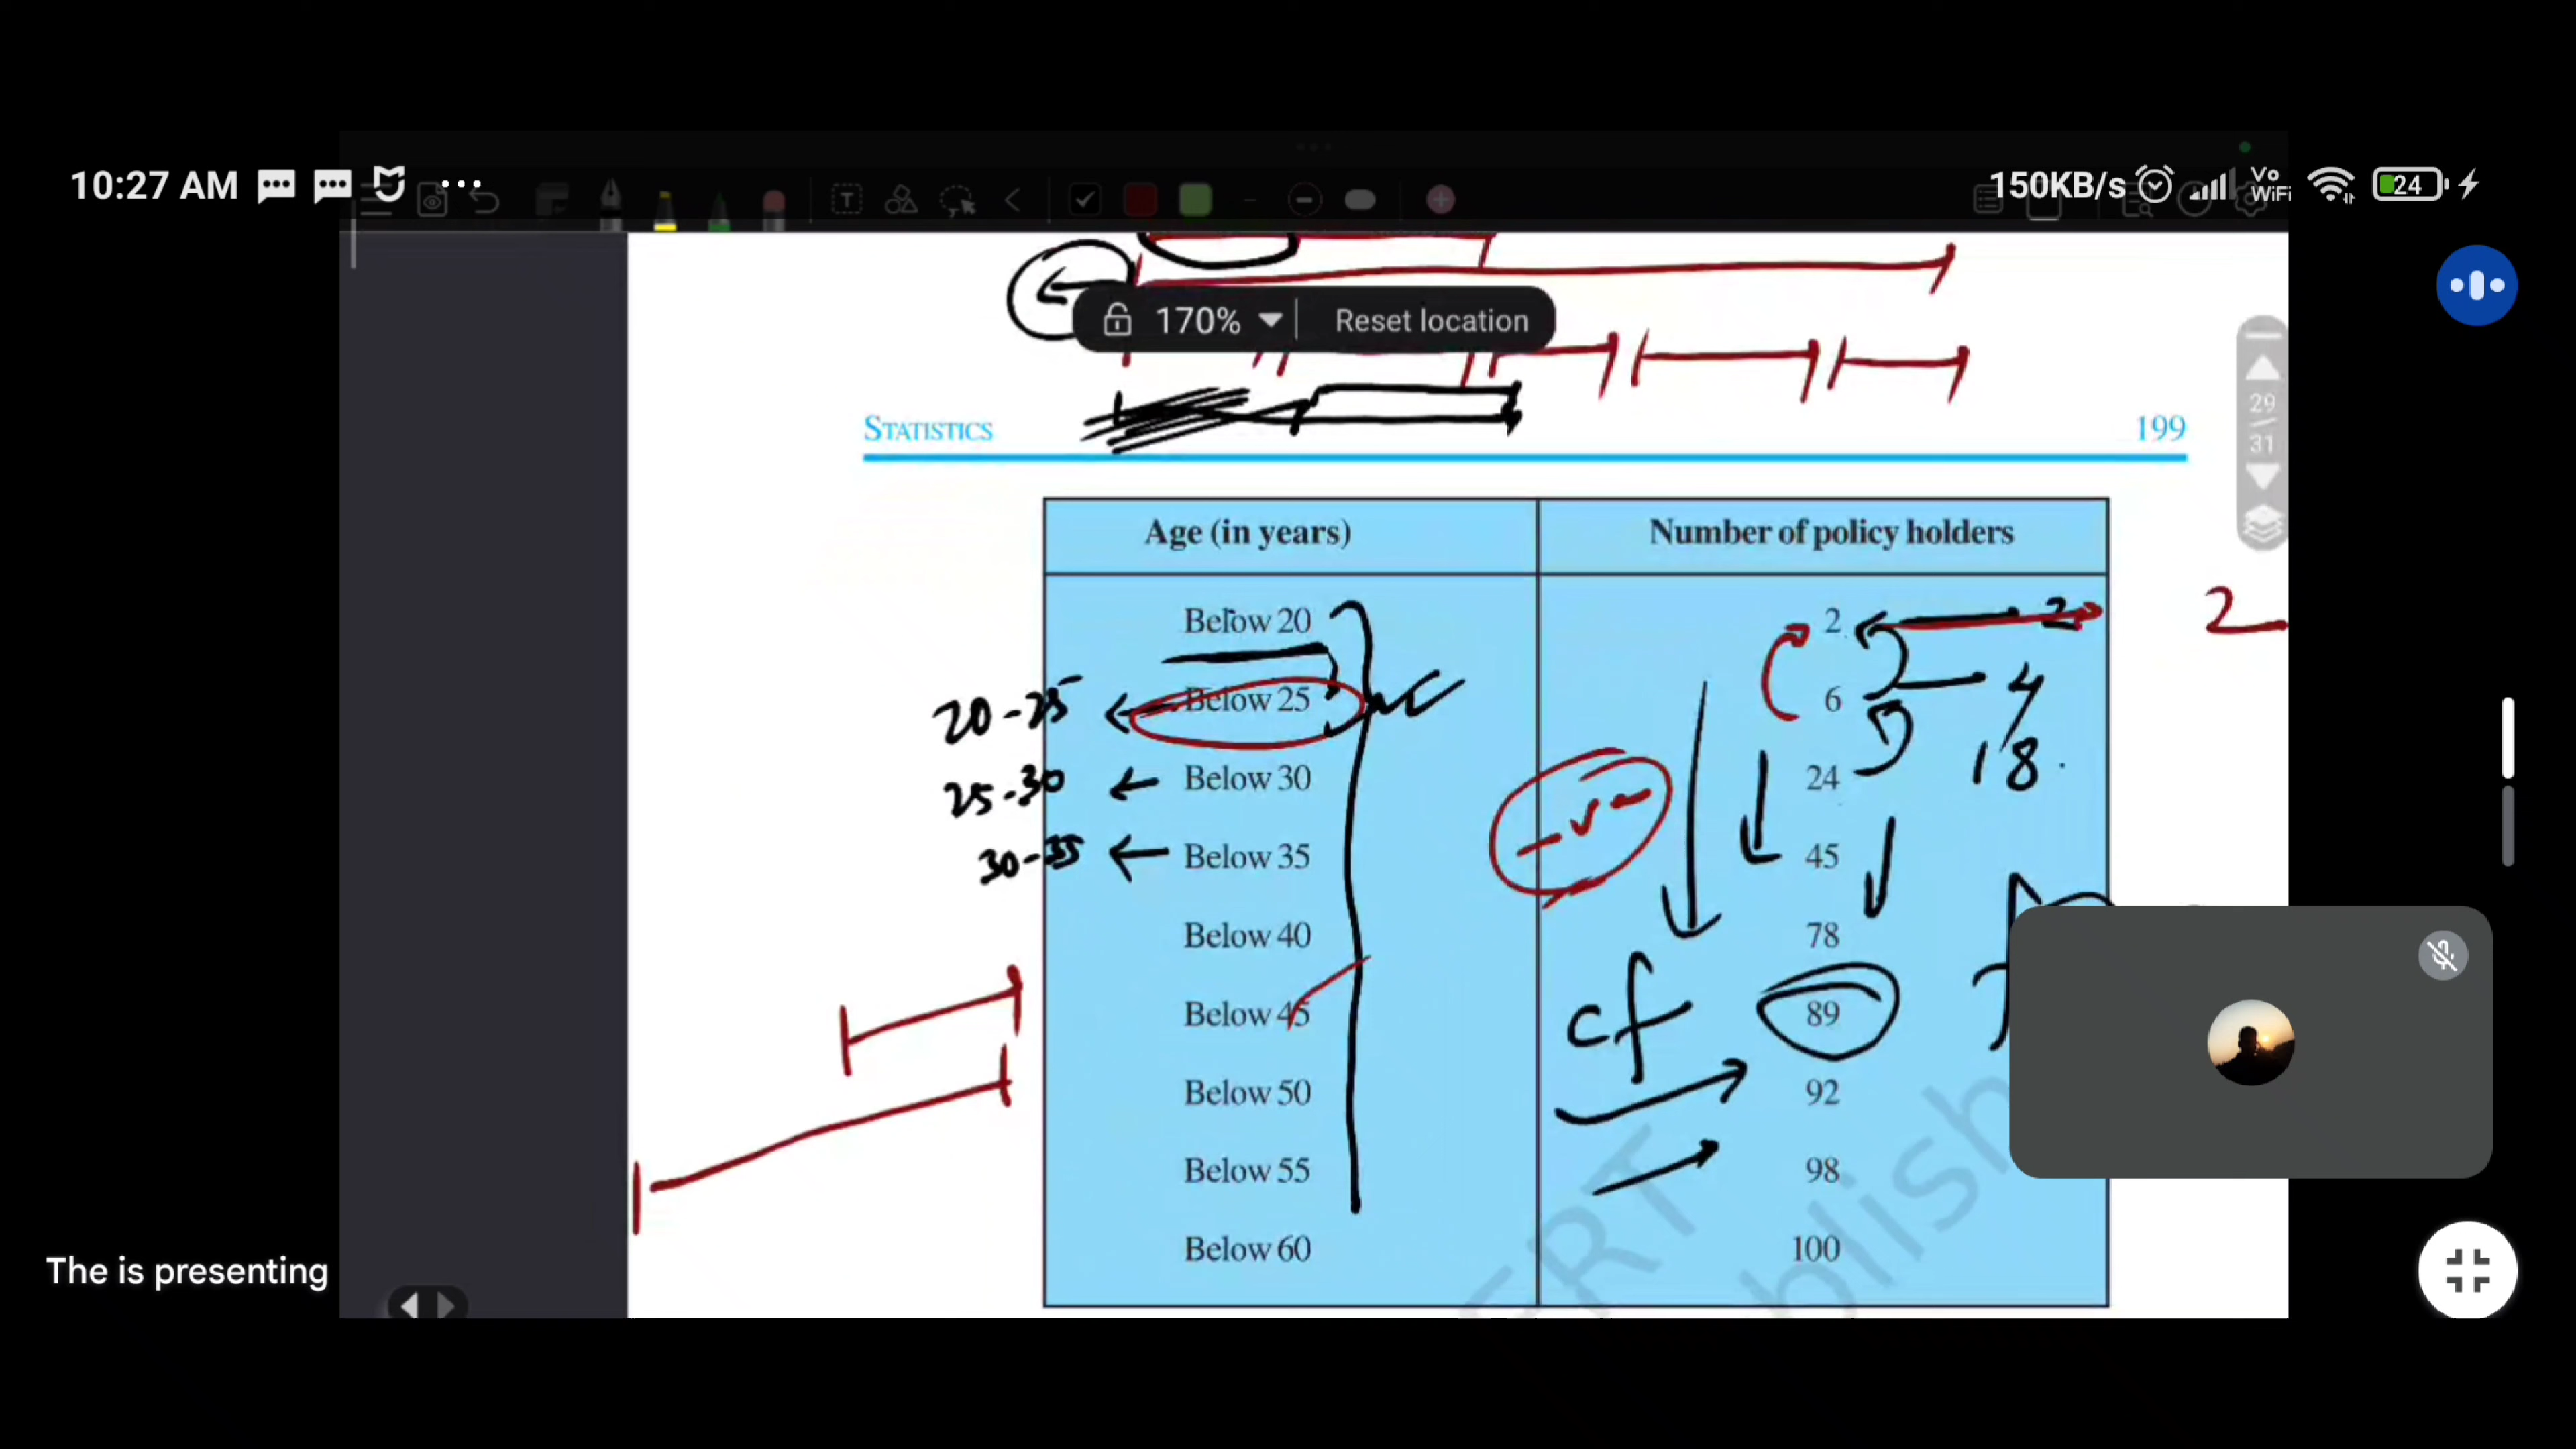 10:27 AM ... 150KB/s Vo WiFi 24
170% Reset location
29
31
STATISTICS 199
Age (in years) Number of policy holders
Below 20 2 2 2
20-25 Below 25 6 4
25-30 Below 30 24 18
30-35 Below 35 45
Below 40 78
cf
Below 45 89
Below 50 92
Below 55 98
Below 60 100
The is presenting
blish